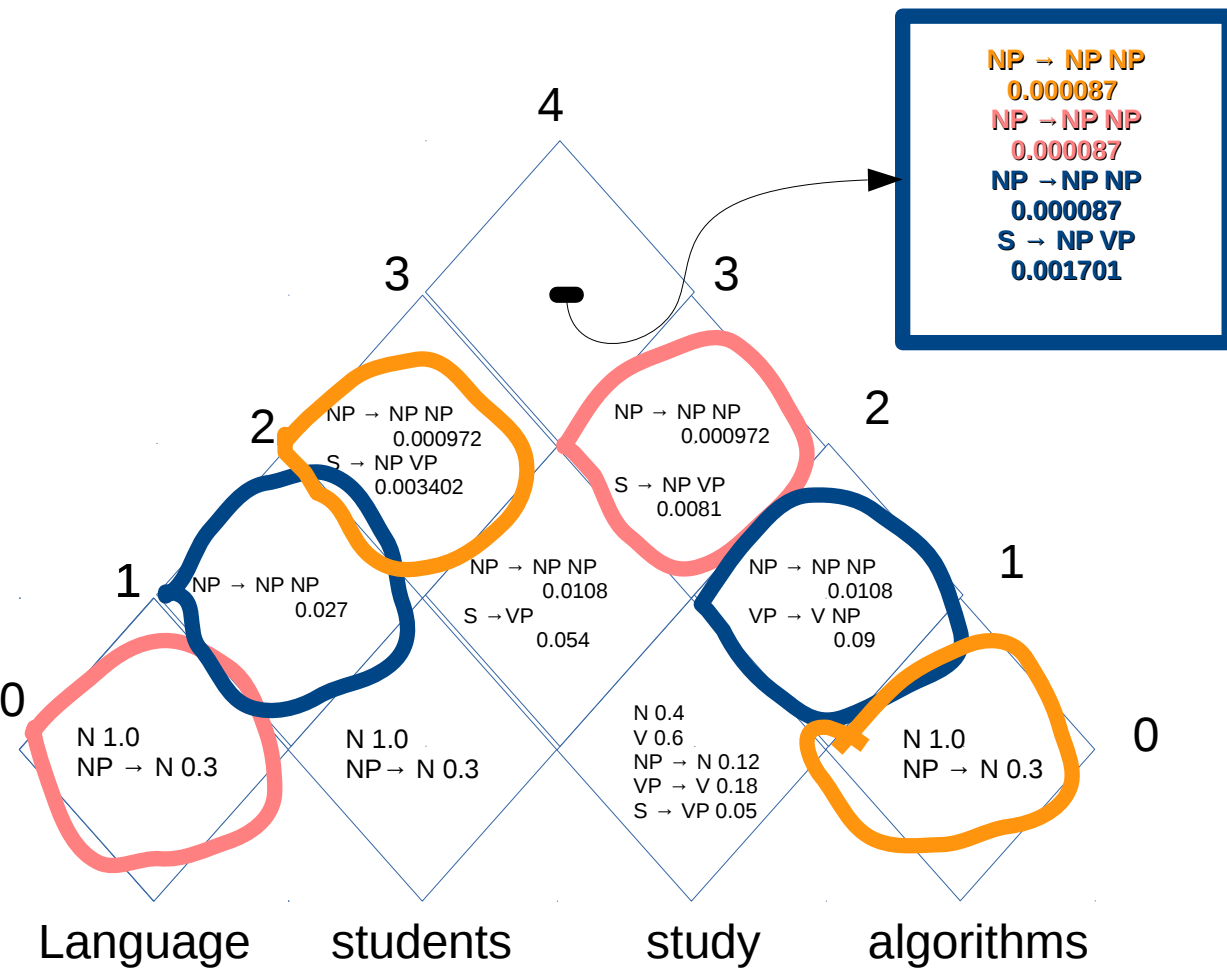 NP → NP NP
0.000087
NP →NP NP
0.000087
NP →NP NP
0.000087
S → NP VP
0.001701
4
3
3
2
2
NP → NP NP
0.000972
S → NP VP
0.003402
NP → NP NP
0.000972
S → NP VP
0.0081
1
1
NP → NP NP
0.027
NP → NP NP
0.0108
S →VP
0.054
NP → NP NP
0.0108
VP → V NP
0.09
0
0
N 1.0
NP → N 0.3
N 1.0
NP→ N 0.3
N 0.4
V 0.6
NP → N 0.12
VP → V 0.18
S → VP 0.05
N 1.0
NP → N 0.3
Language students study algorithms